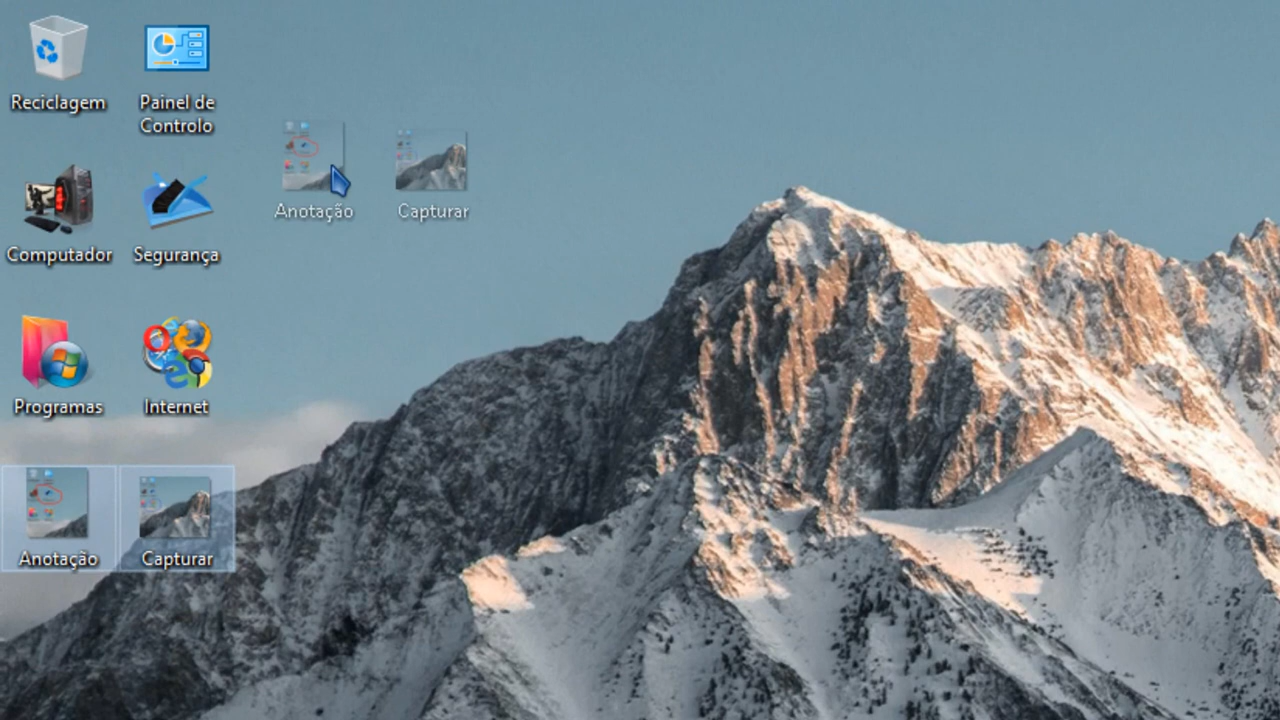 Reciclagem
Painel de
Controlo
Anotação
Capturar
Computador
Segurança
Programas
Internet
Anotação
Capturar